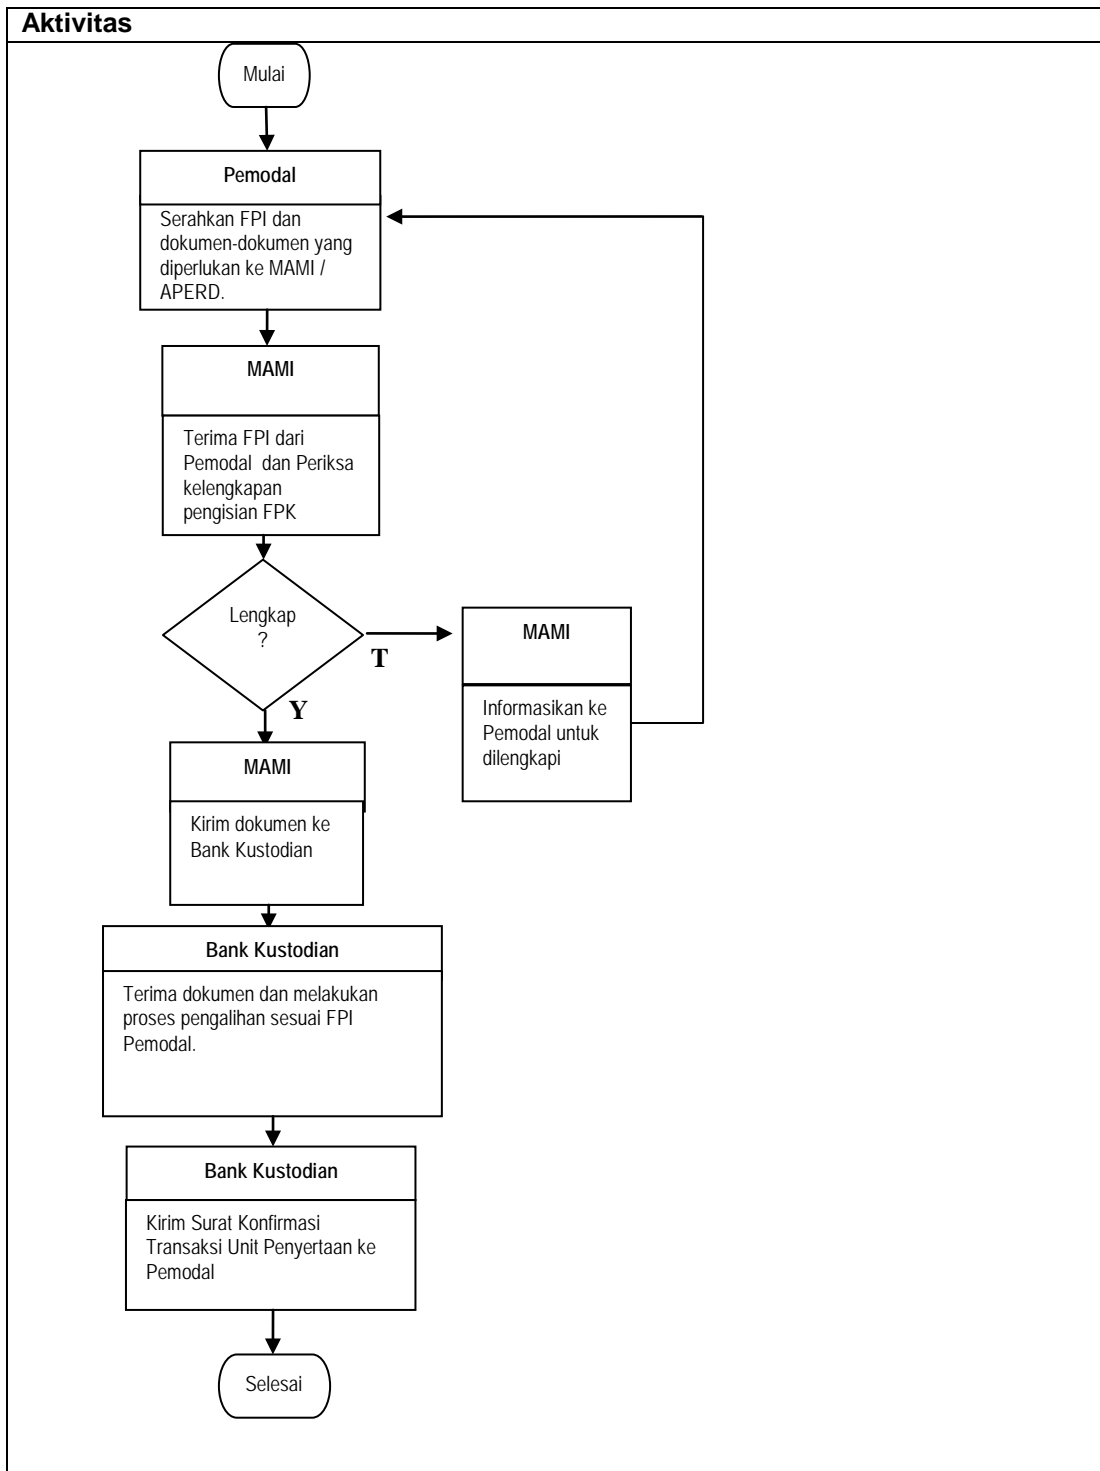 Aktivitas
Mulai
Pemodal
Serahkan FPI dan
dokumen-dokumen yang
diperlukan ke MAMI /
APERD.
MAMI
Terima FPI dari
Pemodal dan Periksa
kelengkapan
pengisian FPK
Lengkap
?
T
Y
MAMI
Informasikan ke
Pemodal untuk
dilengkapi
MAMI
Kirim dokumen ke
Bank Kustodian
Bank Kustodian
Terima dokumen dan melakukan
proses pengalihan sesuai FPI
Pemodal.
Bank Kustodian
Kirim Surat Konfirmasi
Transaksi Unit Penyertaan ke
Pemodal
Selesai